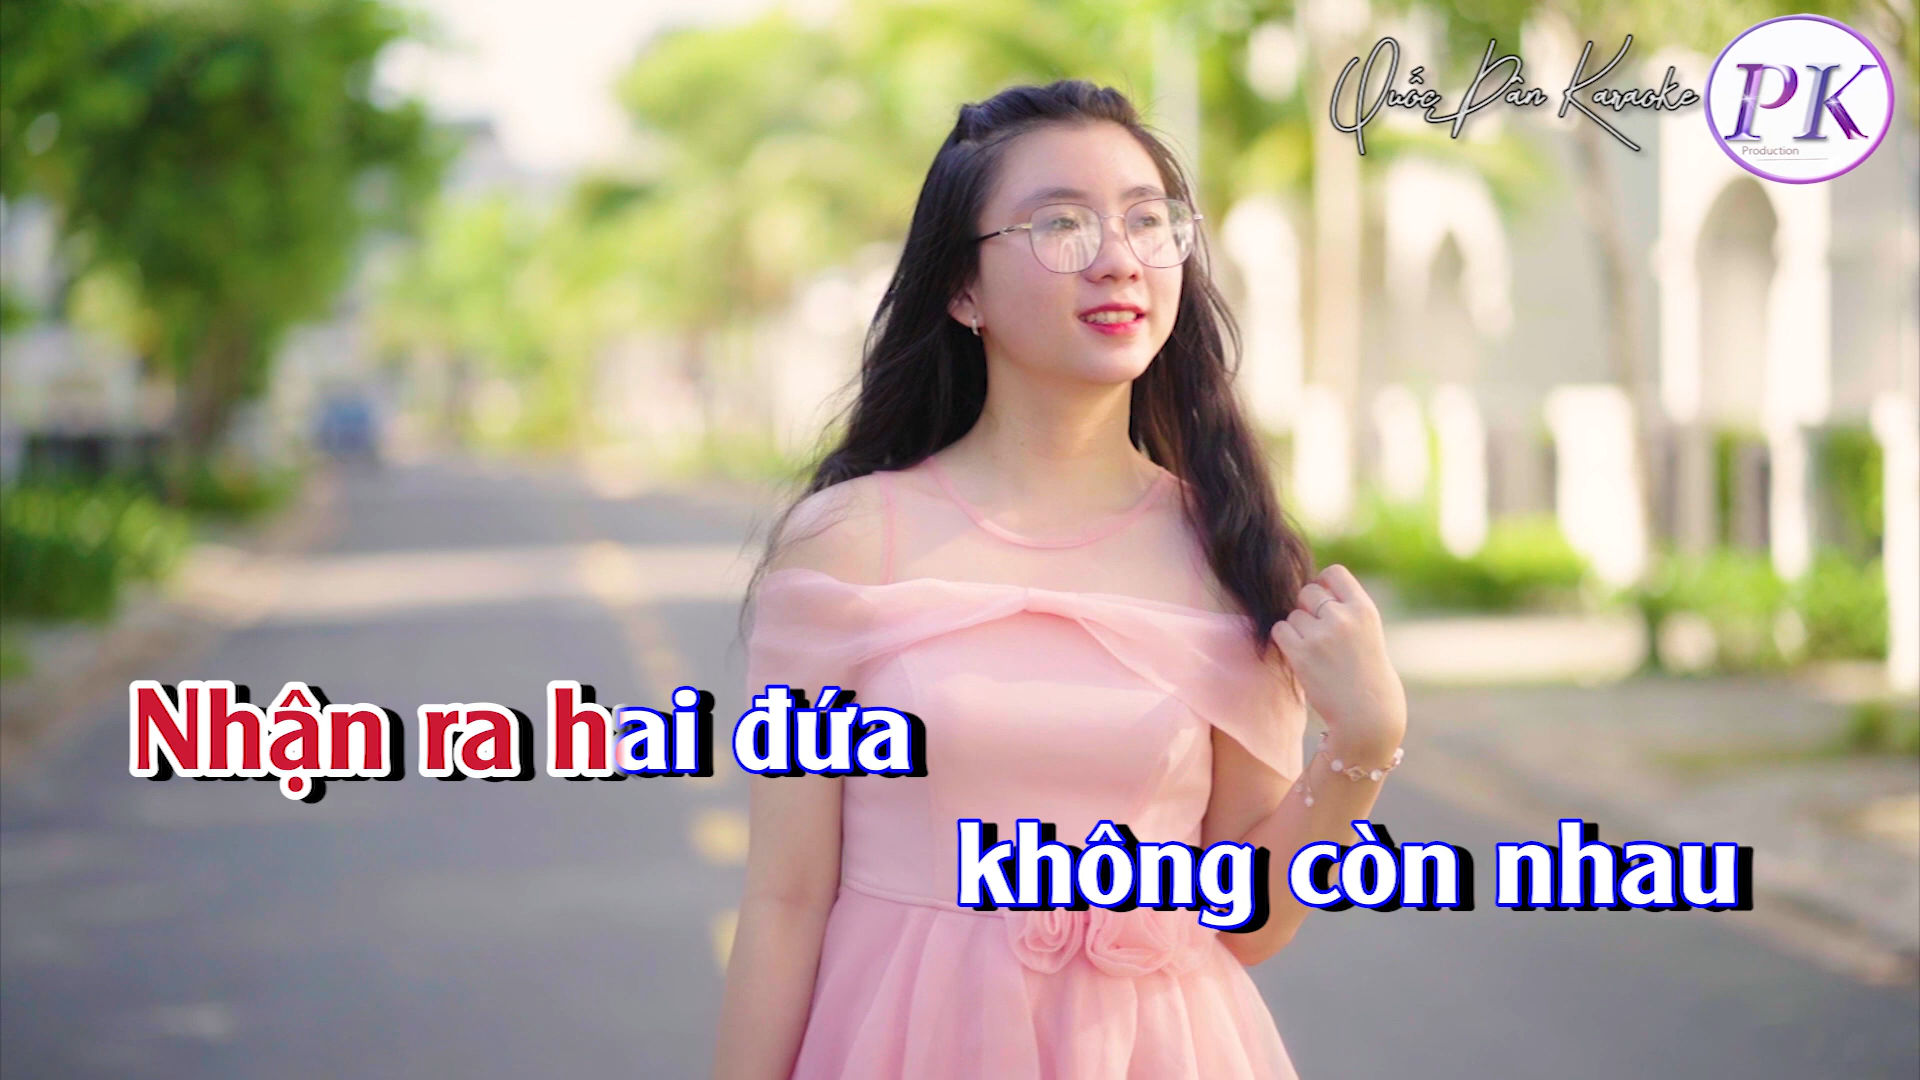 Quốc Dân Karaoke
PK
Production
Nhận ra hai đứa
không còn nhau